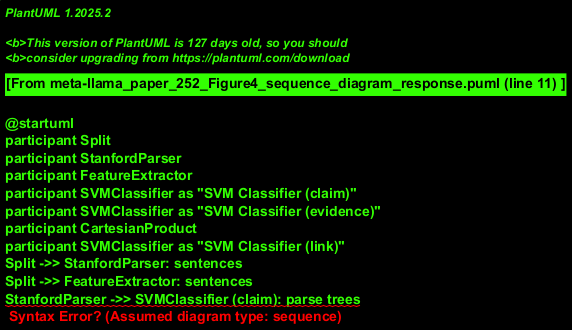 PlantUML 1.2025.2
<b>This version of PlantUML is 127 days old, so you should
<b>consider upgrading from https://plantuml.com/download
[From meta-llama_paper_252_Figure4_sequence_diagram_response.puml (line 11) ]
@startuml
participant Split
participant StanfordParser
participant FeatureExtractor
participant SVMClassifier as "SVM Classifier (claim)"
participant SVMClassifier as "SVM Classifier (evidence)"
participant CartesianProduct
participant SVMClassifier as "SVM Classifier (link)"
Split ->> StanfordParser: sentences
Split ->> FeatureExtractor: sentences
StanfordParser ->> SVMClassifier (claim): parse trees
Syntax Error? (Assumed diagram type: sequence)